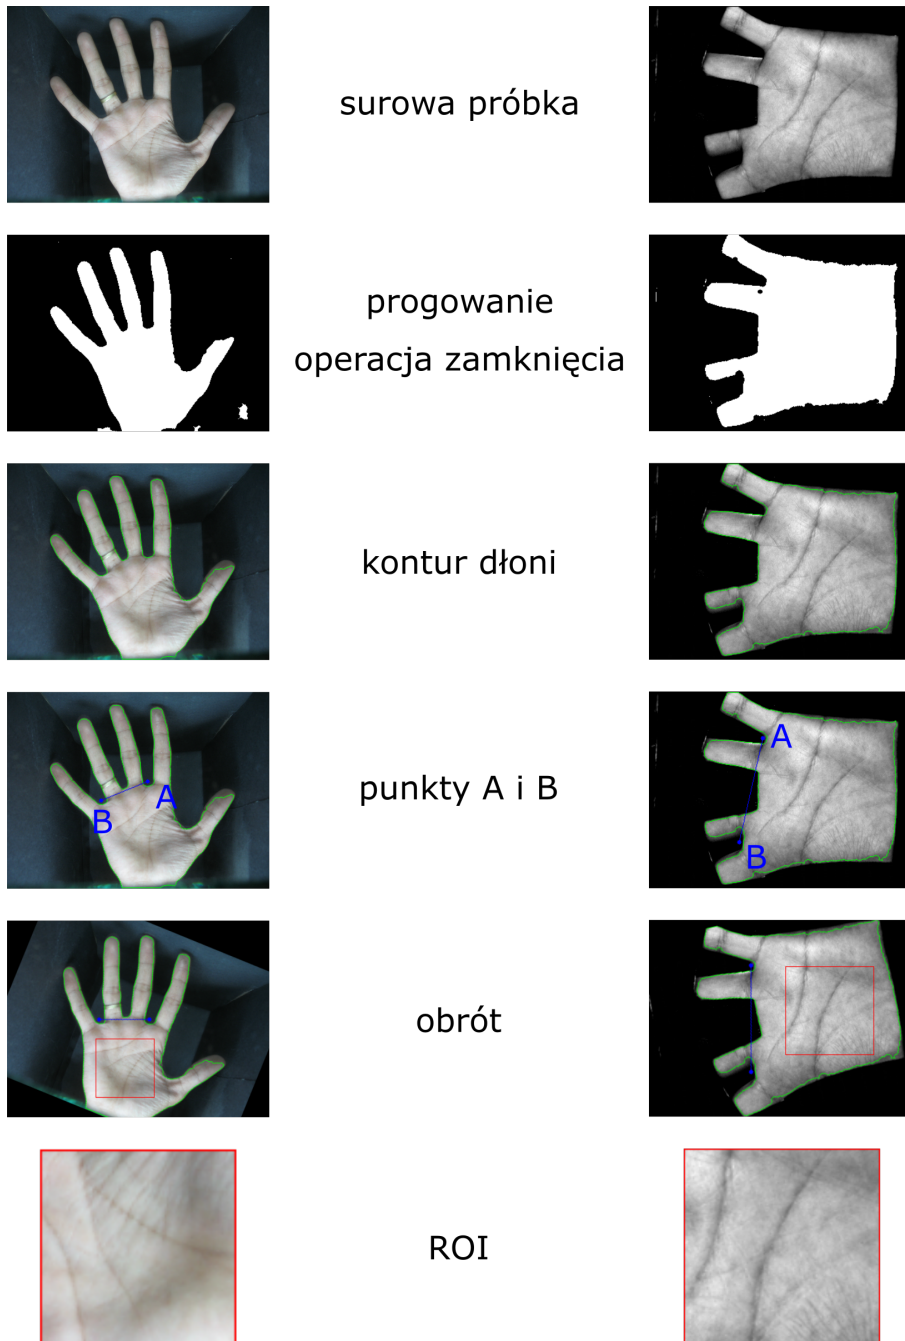 surowa próbka
progowanie
operacja zamknięcia
kontur dłoni
B
A
punkty A i B
A
B
obrót
ROI